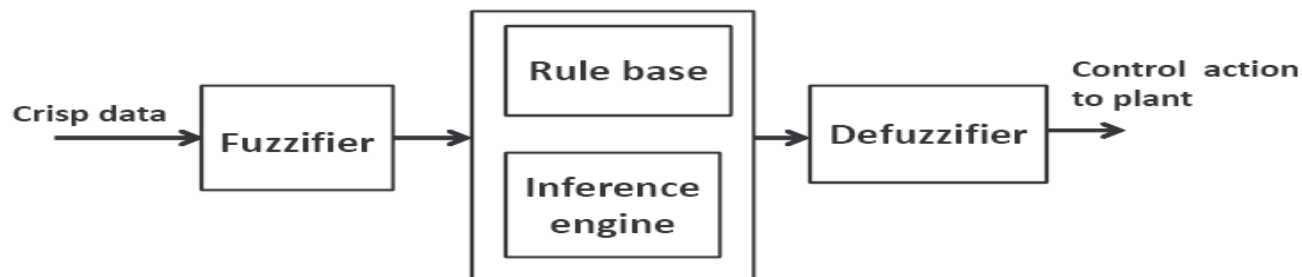 Crisp data
Fuzzifier
Rule base
Inference
engine
Defuzzifier
Control action
to plant